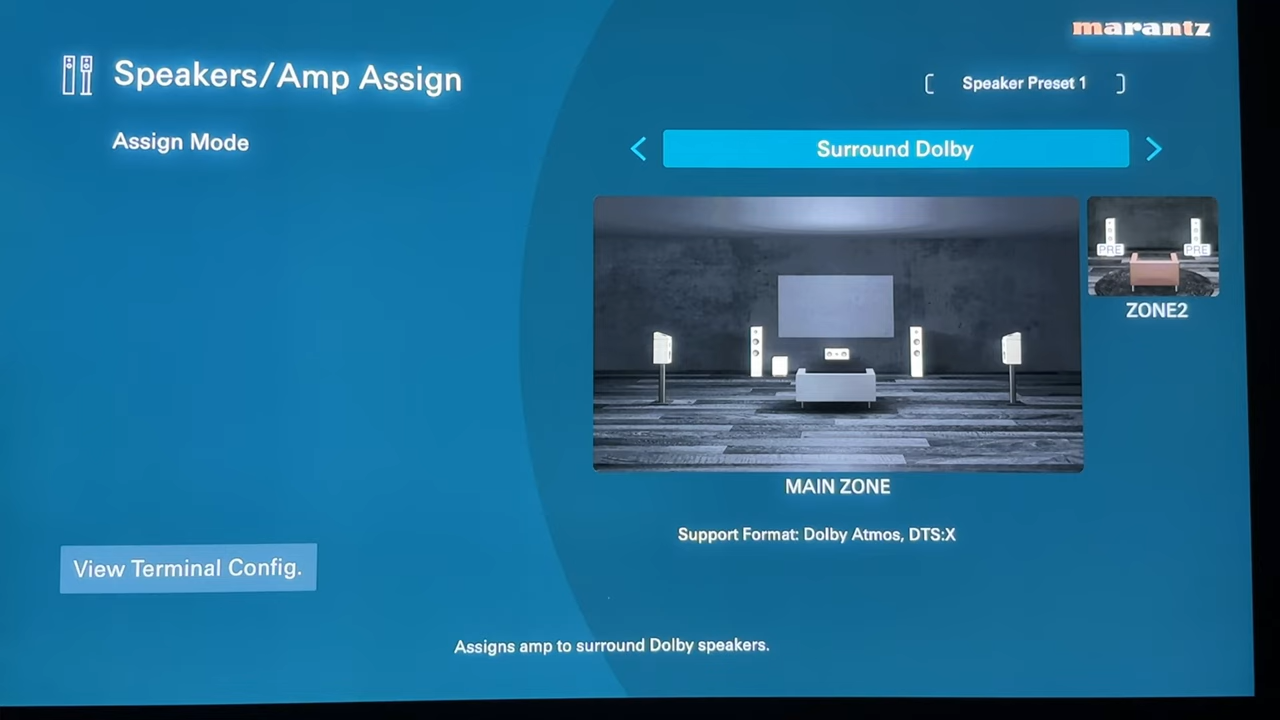 marantz
Speakers/Amp Assign
[ Speaker Preset 1 ]
Assign Mode
< Surround Dolby >
PRE PRE
ZONE2
MAIN ZONE
Support Format: Dolby Atmos, DTS:X
View Terminal Config.
Assigns amp to surround Dolby speakers.